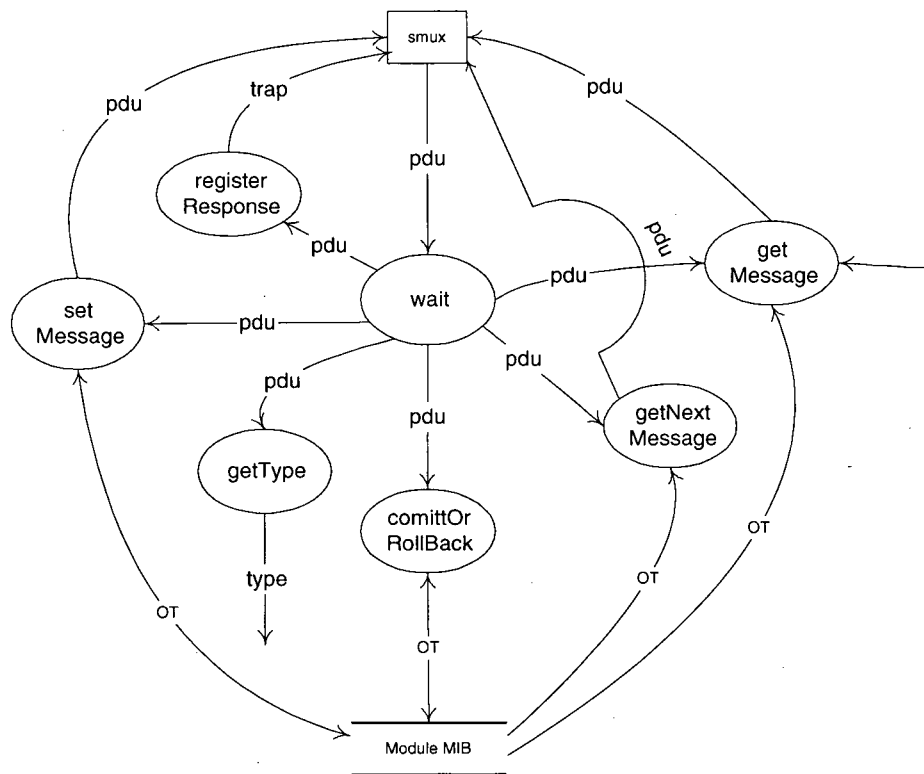 smux
pdu
trap
pdu
pdu
register
Response
pdu
pdu
get
Message
pdu
wait
set
Message
pdu
pdu
pdu
pdu
getNext
Message
getType
comittOr
RollBack
OT
type
OT
OT
OT
Module MIB